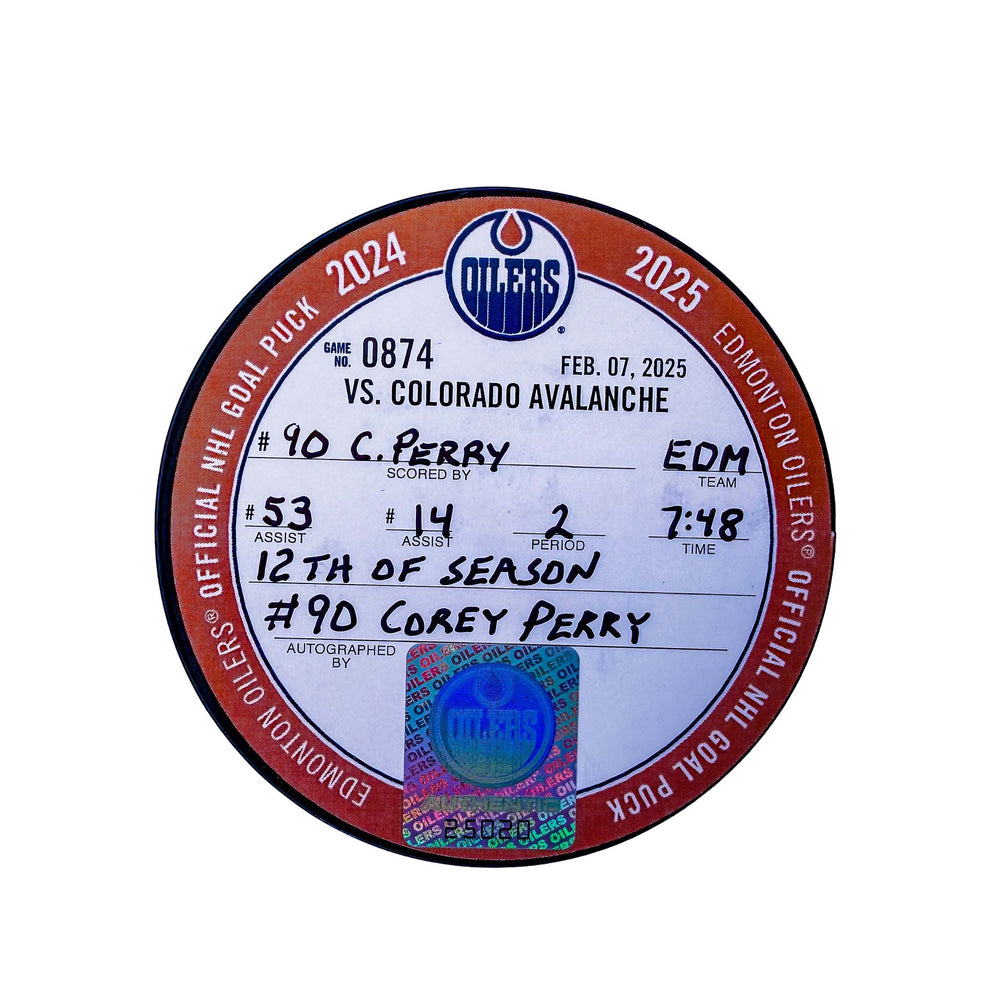 OFFICIAL NHL GOAL PUCK 2024
OILERS ®
2025 EDMONTON OILERS® OFFICIAL NHL GOAL PUCK
EDMONTON OILERS®
GAME NO. 0874
FEB. 07, 2025
VS. COLORADO AVALANCHE
# 90 C. PERRY EDM
SCORED BY TEAM
# 53 # 14 2 7:48
ASSIST ASSIST PERIOD TIME
12TH OF SEASON
#90 COREY PERRY
AUTOGRAPHED BY
OILERS
AUTHENTIC
25020